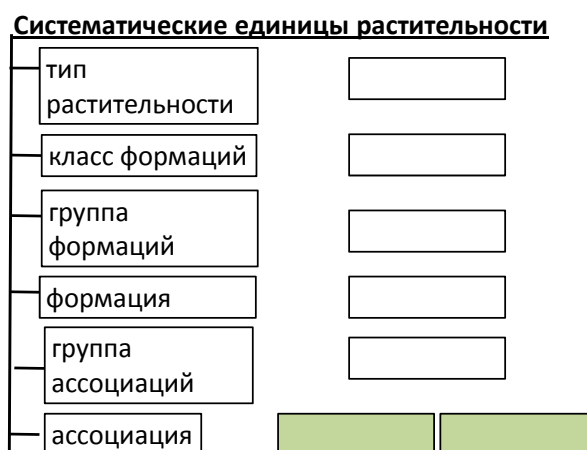 Систематические единицы растительности
тип
растительности
класс формаций
группа
формаций
формация
группа
ассоциаций
ассоциация